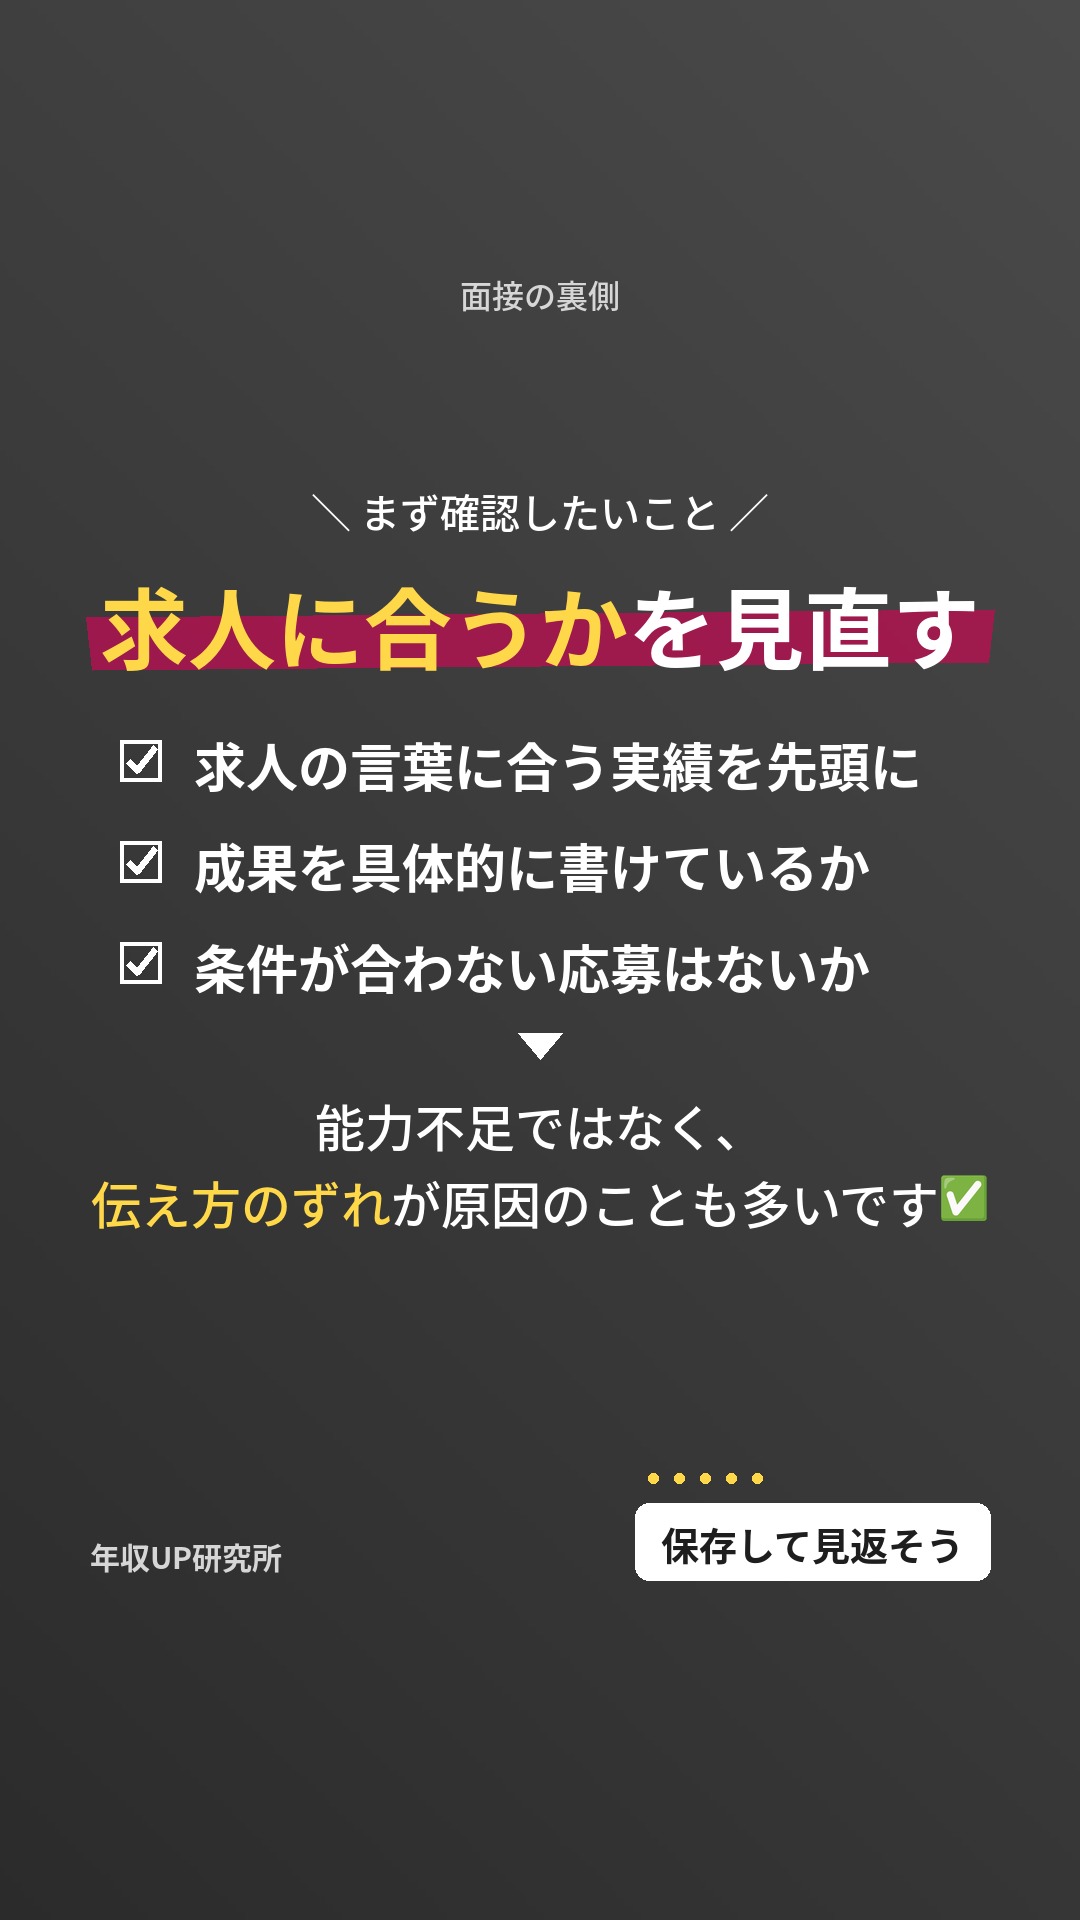 面接の裏側
＼ まず確認したいこと ／
求人に合うかを見直す
☑ 求人の言葉に合う実績を先頭に
☑ 成果を具体的に書けているか
☑ 条件が合わない応募はないか
▼
能力不足ではなく、
伝え方のずれが原因のことも多いです✅
保存して見返そう
年収UP研究所